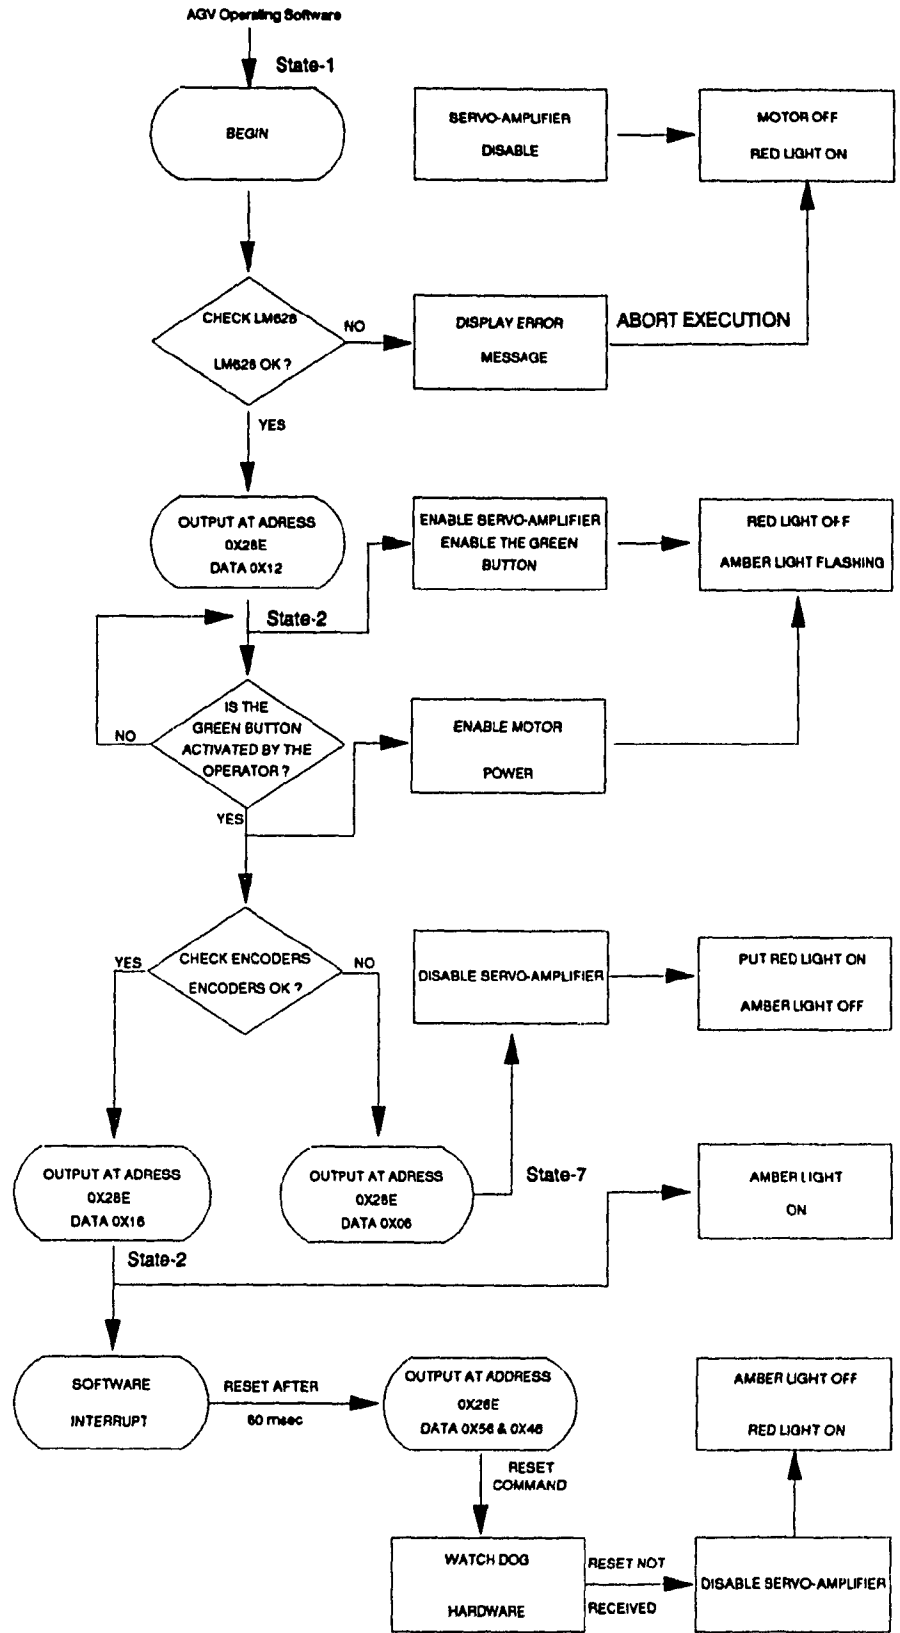 AGV Operating Software
State-1
BEGIN
SERVO-AMPLIFIER
DISABLE
MOTOR OFF
RED LIGHT ON
CHECK LM628
LM628 OK ?
NO
DISPLAY ERROR
MESSAGE
ABORT EXECUTION
YES
OUTPUT AT ADRESS
0X28E
DATA 0X12
ENABLE SERVO-AMPLIFIER
ENABLE THE GREEN
BUTTON
RED LIGHT OFF
AMBER LIGHT FLASHING
State-2
IS THE
GREEN BUTTON
ACTIVATED BY THE
OPERATOR ?
NO
YES
ENABLE MOTOR
POWER
CHECK ENCODERS
ENCODERS OK ?
YES
NO
DISABLE SERVO-AMPLIFIER
PUT RED LIGHT ON
AMBER LIGHT OFF
OUTPUT AT ADRESS
0X28E
DATA 0X16
OUTPUT AT ADRESS
0X28E
DATA 0X06
State-7
AMBER LIGHT
ON
State-2
SOFTWARE
INTERRUPT
RESET AFTER
60 msec
OUTPUT AT ADDRESS
0X28E
DATA 0X56 & 0X46
AMBER LIGHT OFF
RED LIGHT ON
RESET
COMMAND
WATCH DOG
HARDWARE
RESET NOT
RECEIVED
DISABLE SERVO-AMPLIFIER